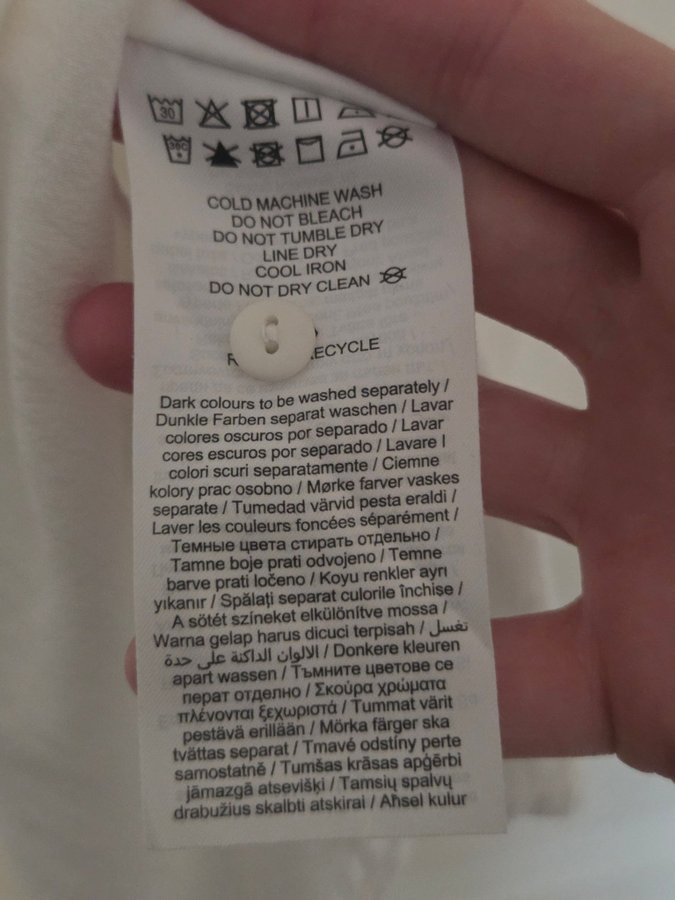 30
30C
COLD MACHINE WASH
DO NOT BLEACH
DO NOT TUMBLE DRY
LINE DRY
COOL IRON
DO NOT DRY CLEAN
Dark colours to be washed separately /
Dunkle Farben separat waschen / Lavar
colores oscuros por separado / Lavar
cores escuros por separado / Lavare I
colori scuri separatamente / Ciemne
kolory prac osobno / Mørke farver vaskes
separate / Tumedad värvid pesta eraldi /
Laver les couleurs foncées séparément /
Темные цвета стирать отдельно /
Tamne boje prati odvojeno / Temne
barve prati ločeno / Koyu renkler ayrı
yıkanır / Spălați separat culorile închise /
A sötét színeket elkülönítve mossa /
Warna gelap harus dicuci terpisah / تغسل
الالوان الداكنة على حدة / Donkere kleuren
apart wassen / Тъмните цветове се
перат отделно / Σκούρα χρώματα
πλένονται ξεχωριστά / Tummat värit
pestävä erillään / Mörka färger ska
tvättas separat / Tmavé odstíny perte
samostatně / Tumšas krāsas apģērbi
jāmazgā atsevišķi / Tamsių spalvų
drabužius skalbti atskirai / Aħsel kulur